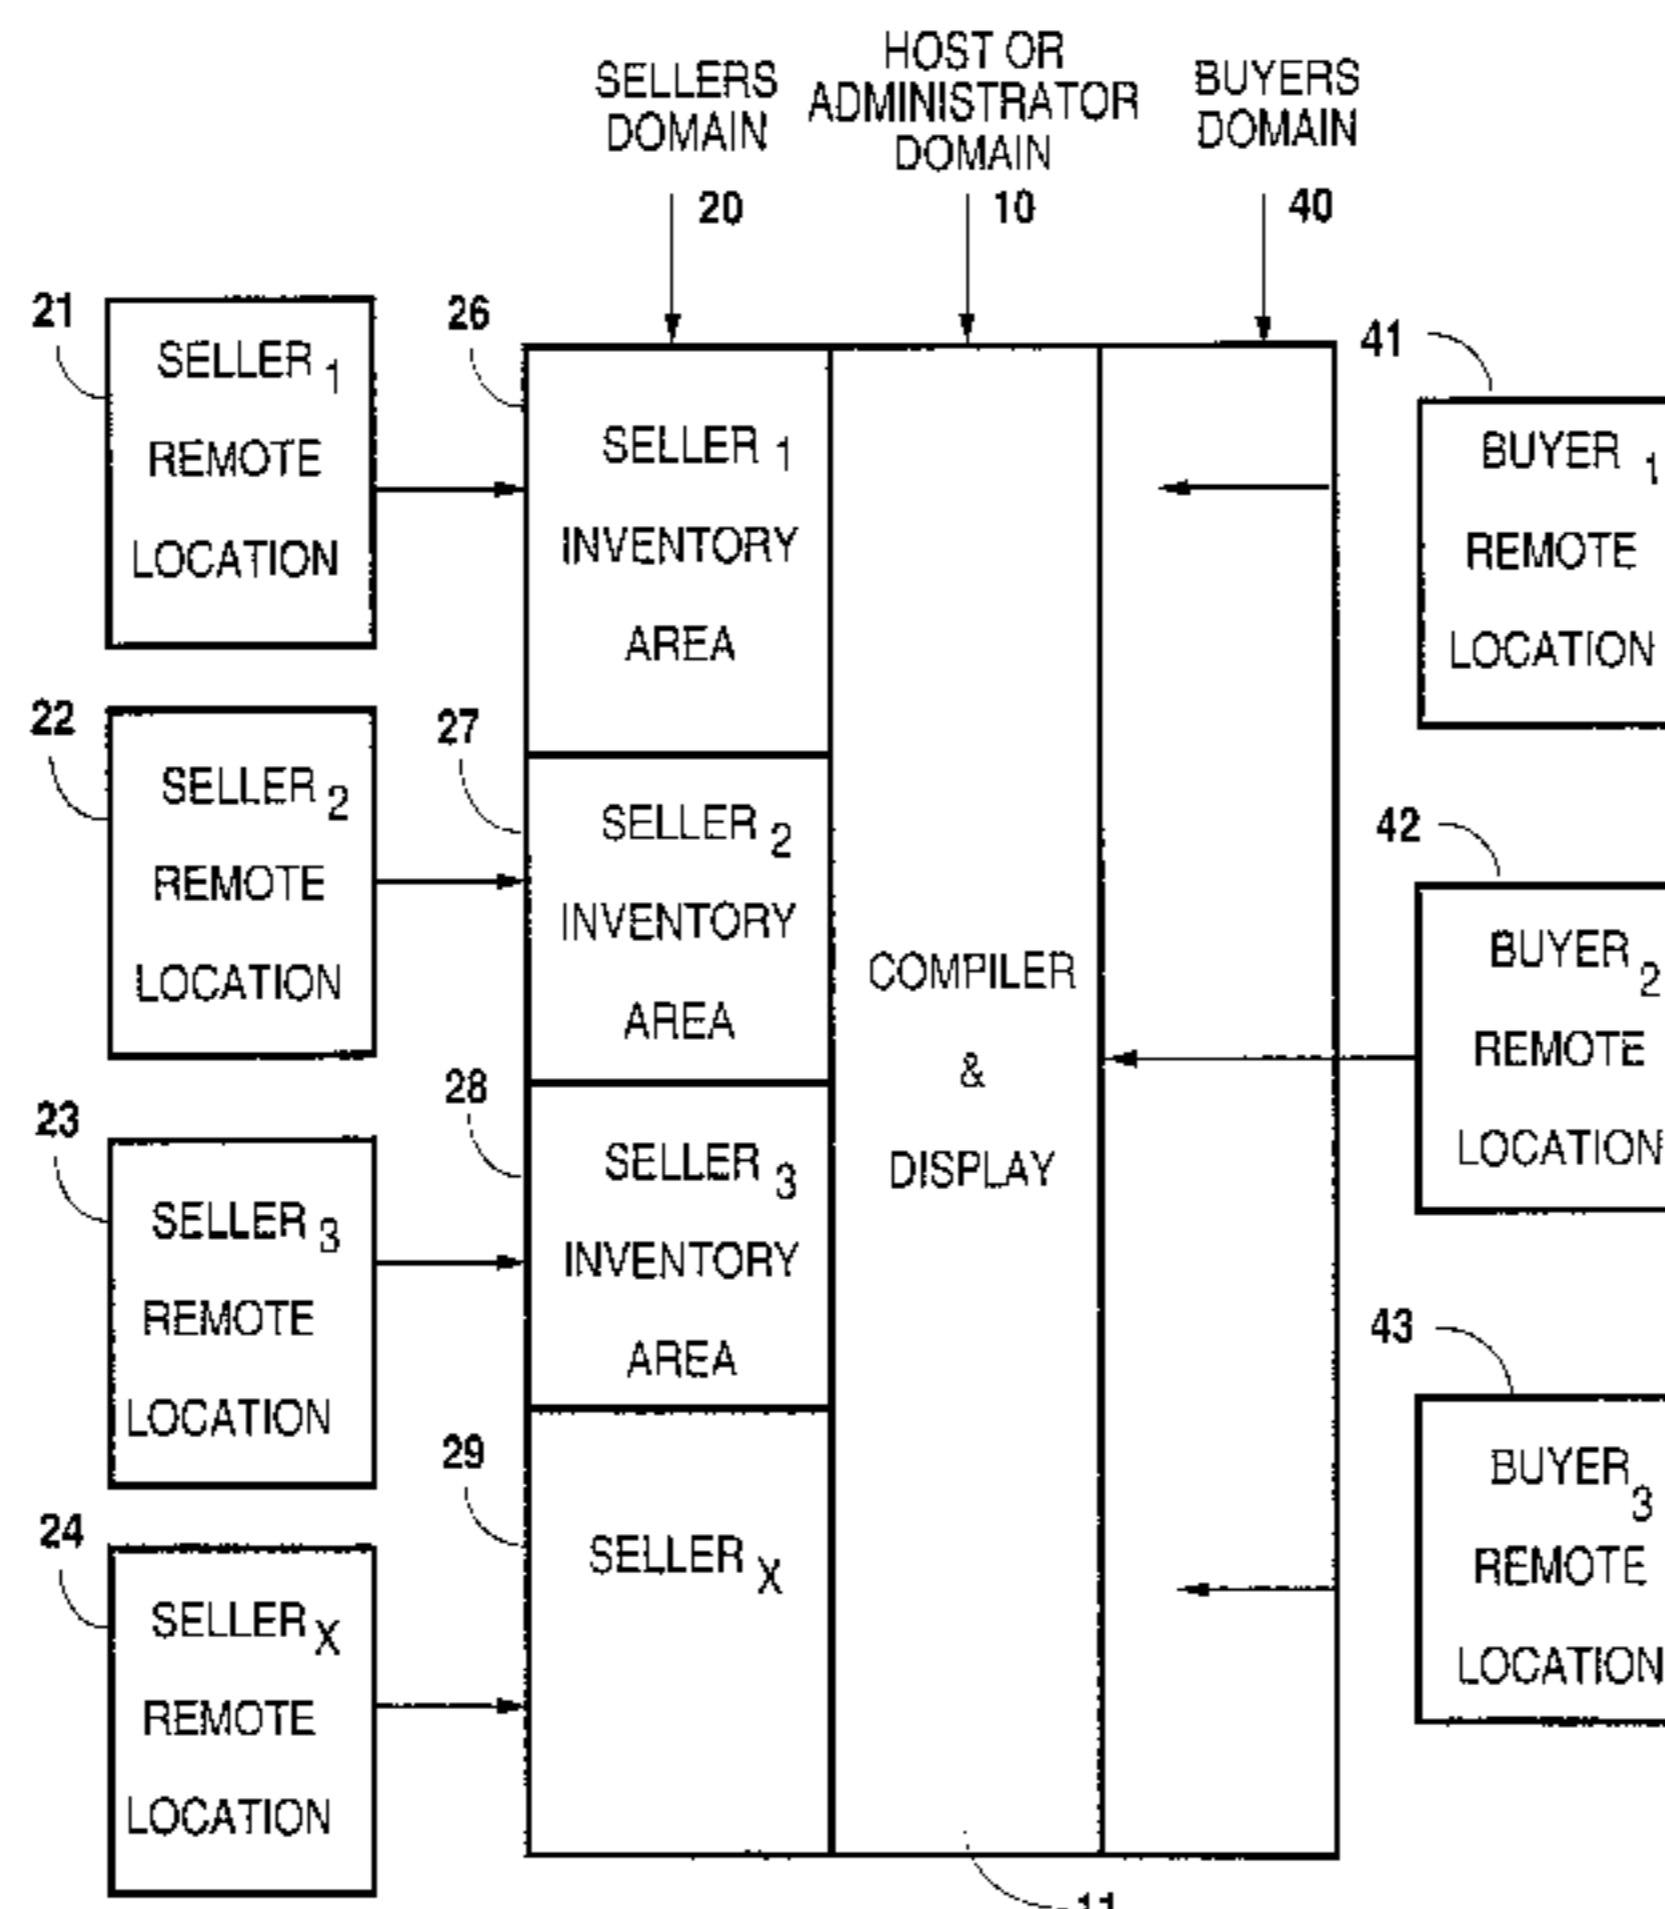 SELLERS
DOMAIN
20
HOST OR
ADMINISTRATOR
DOMAIN
10
BUYERS
DOMAIN
40
21
SELLER 1
REMOTE
LOCATION
22
SELLER 2
REMOTE
LOCATION
23
SELLER 3
REMOTE
LOCATION
24
SELLER X
REMOTE
LOCATION
26
SELLER 1
INVENTORY
AREA
27
SELLER 2
INVENTORY
AREA
28
SELLER 3
INVENTORY
AREA
29
SELLER X
COMPILER
&
DISPLAY
11
41
BUYER 1
REMOTE
LOCATION
42
BUYER 2
REMOTE
LOCATION
43
BUYER 3
REMOTE
LOCATION